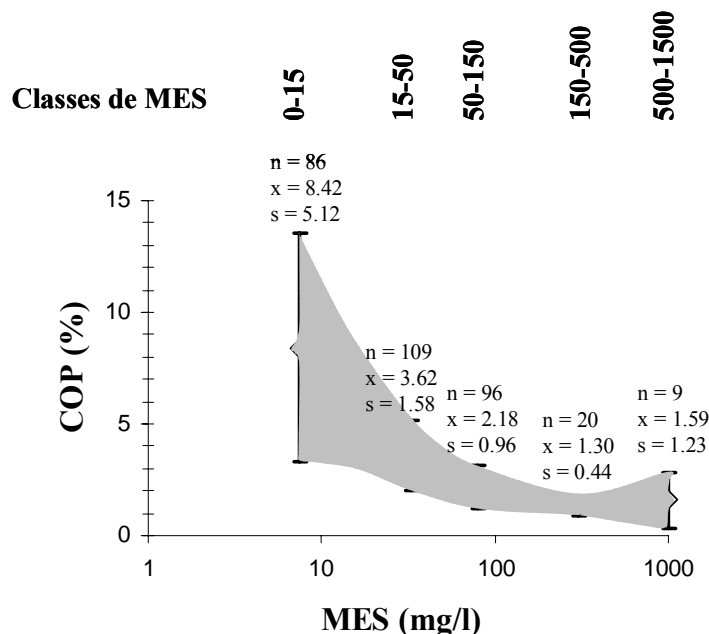 Classes de MES
0-15
15-50
50-150
150-500
500-1500
n = 86
x = 8.42
s = 5.12
n = 109
x = 3.62
s = 1.58
n = 96
x = 2.18
s = 0.96
n = 20
x = 1.30
s = 0.44
n = 9
x = 1.59
s = 1.23
COP (%)
15
10
5
0
1
10
100
1000
MES (mg/l)